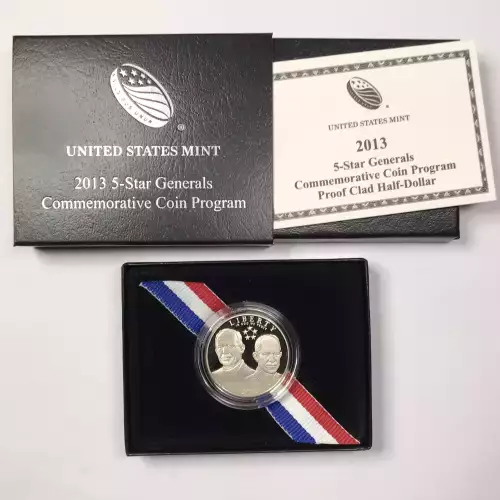 UNITED STATES MINT
2013 5-Star Generals
Commemorative Coin Program
UNITED STATES MINT
2013
5-Star Generals
Commemorative Coin Program
Proof Clad Half-Dollar
LIBERTY